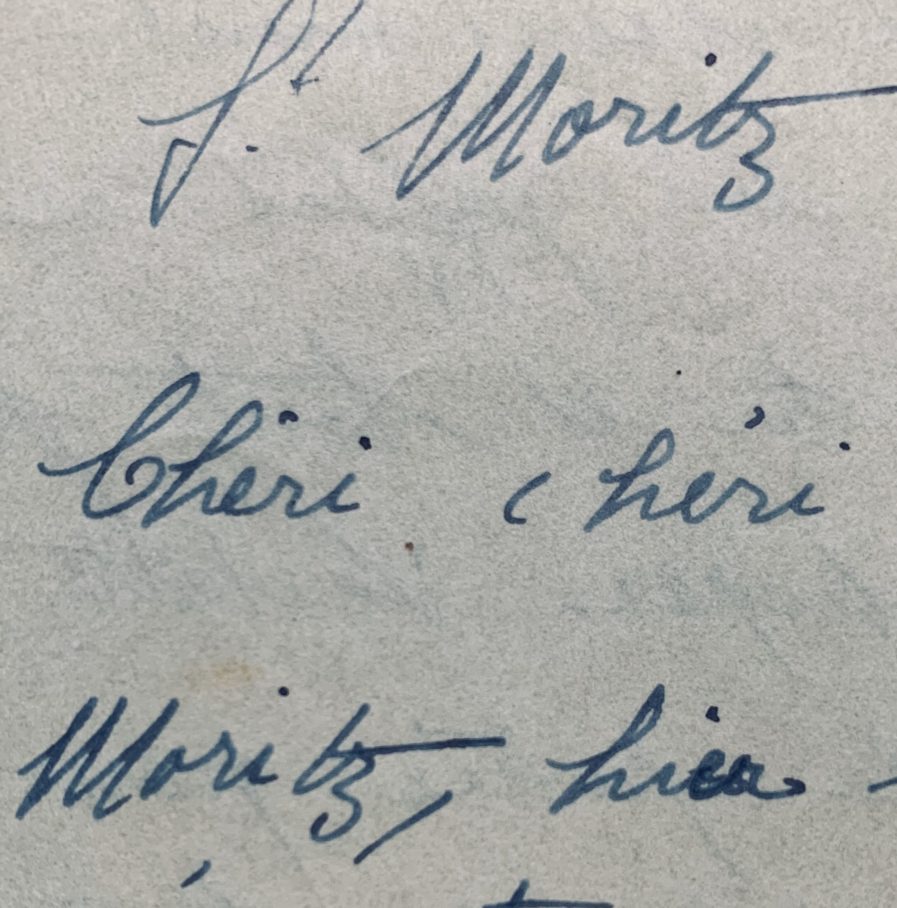 St. Moritz
Chéri chéri
Moritz, hier